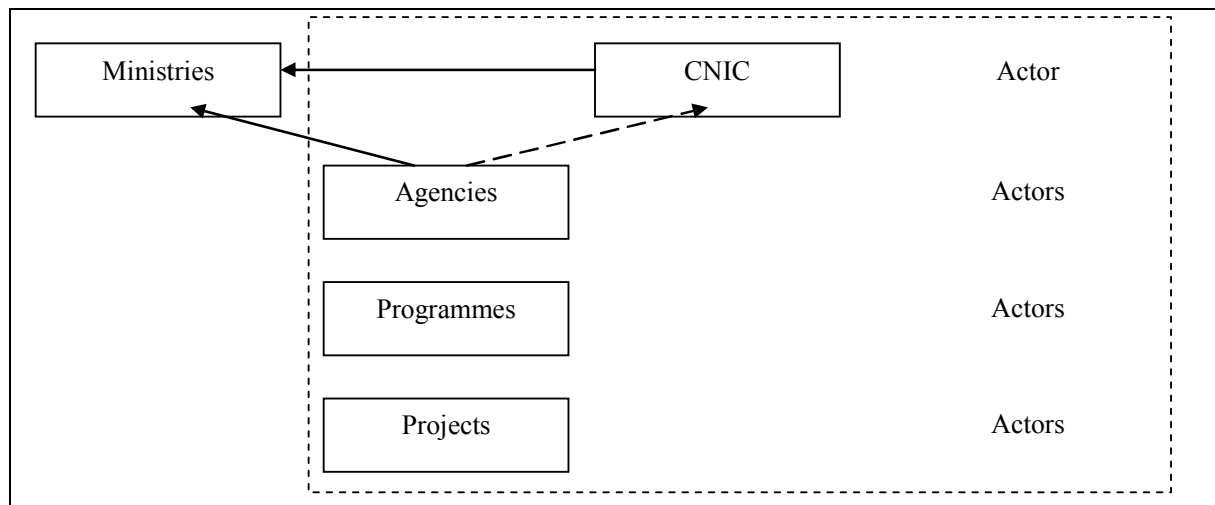 Ministries CNIC Actor
Agencies Actors
Programmes Actors
Projects Actors